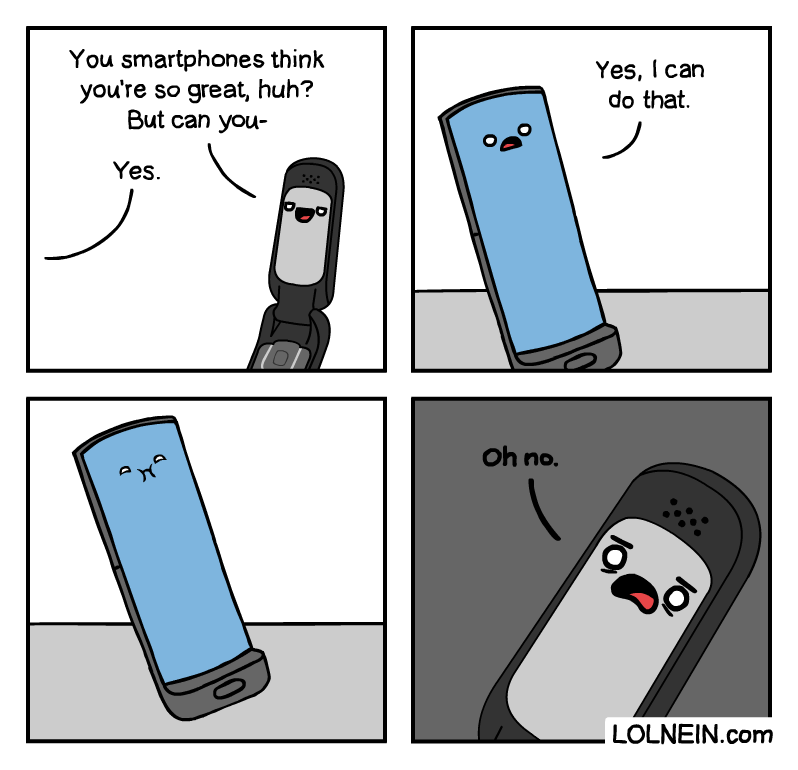 You smartphones think
you're so great, huh?
But can you-
Yes.
Yes, I can
do that.
Oh no.
LOLNEIN.com